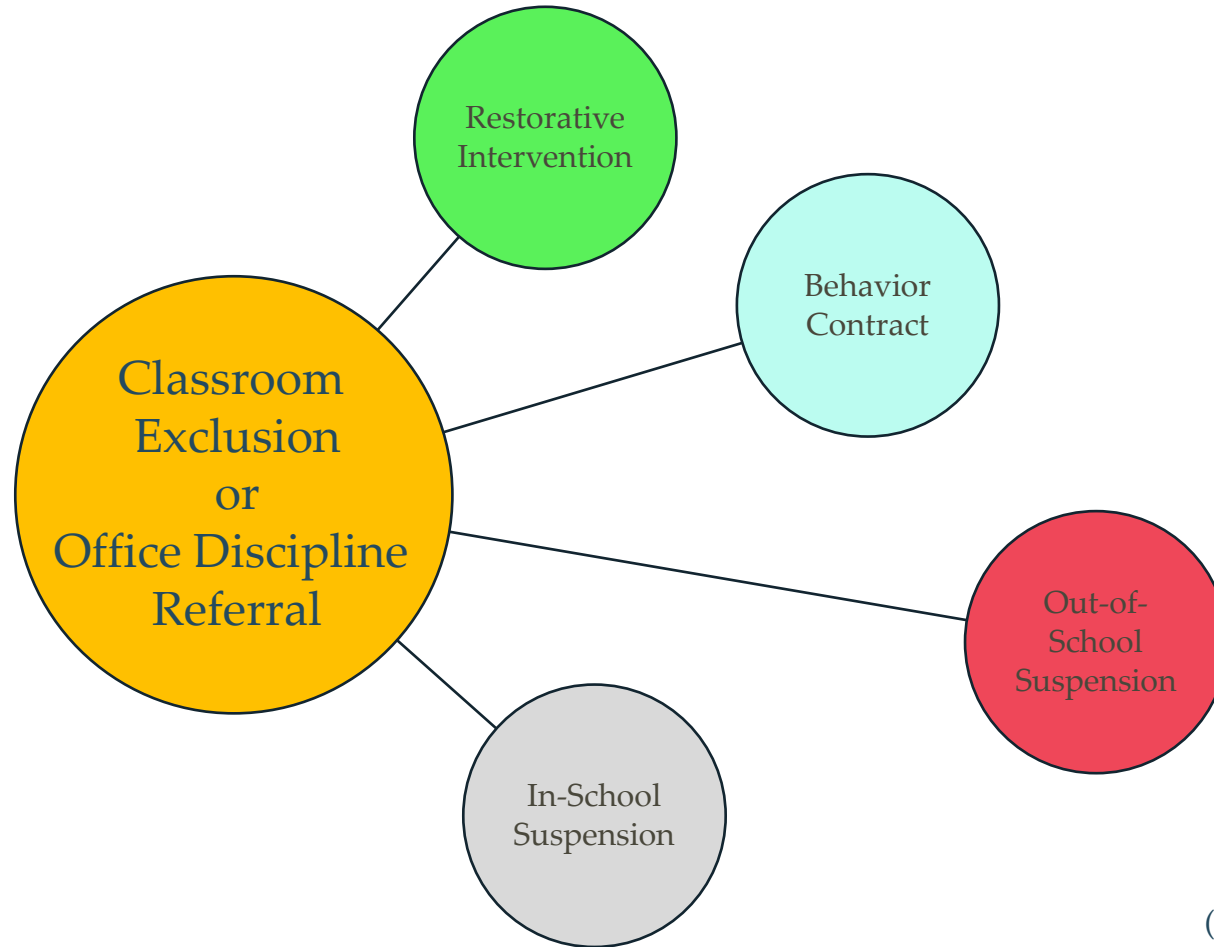 Restorative
Intervention
Behavior
Contract
Classroom
Exclusion
or
Office Discipline
Referral
Out-of-
School
Suspension
In-School
Suspension
(